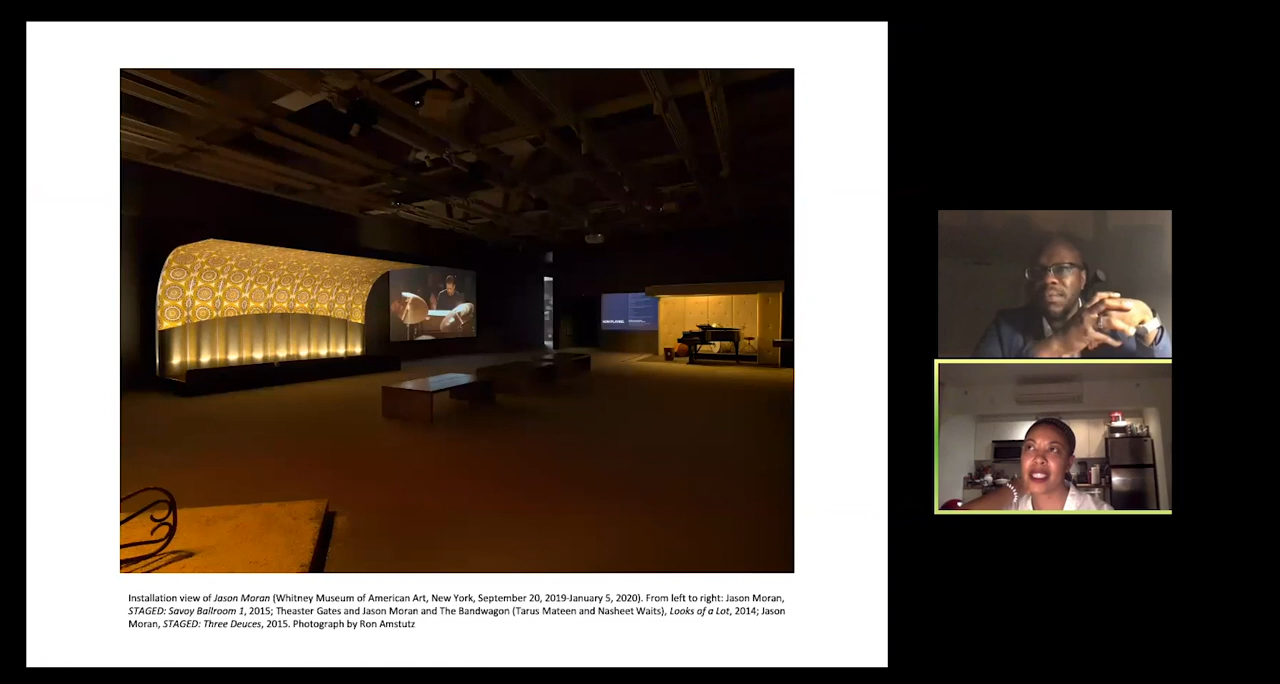 Installation view of Jason Moran (Whitney Museum of American Art, New York, September 20, 2019-January 5, 2020). From left to right: Jason Moran,
STAGED: Savoy Ballroom 1, 2015; Theaster Gates and Jason Moran and The Bandwagon (Tarus Mateen and Nasheet Waits), Looks of a Lot, 2014; Jason
Moran, STAGED: Three Deuces, 2015. Photograph by Ron Amstutz